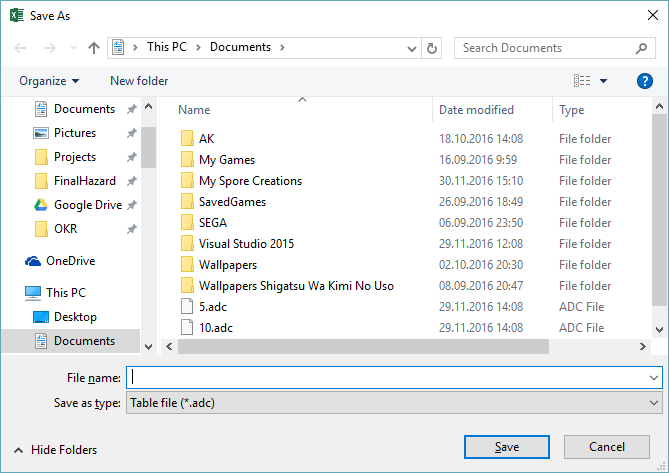 Save As
This PC > Documents >
Search Documents
Organize
New folder
?
Documents
Pictures
Projects
FinalHazard
Google Drive
OKR
OneDrive
This PC
Desktop
Documents
Name Date modified Type
AK 18.10.2016 14:08 File folder
My Games 16.09.2016 9:59 File folder
My Spore Creations 30.11.2016 15:10 File folder
SavedGames 26.09.2016 18:49 File folder
SEGA 06.09.2016 23:50 File folder
Visual Studio 2015 29.11.2016 12:08 File folder
Wallpapers 02.10.2016 20:30 File folder
Wallpapers Shigatsu Wa Kimi No Uso 08.09.2016 20:47 File folder
5.adc 29.11.2016 14:08 ADC File
10.adc 29.11.2016 14:08 ADC File
File name:
Save as type: Table file (*.adc)
Hide Folders
Save
Cancel